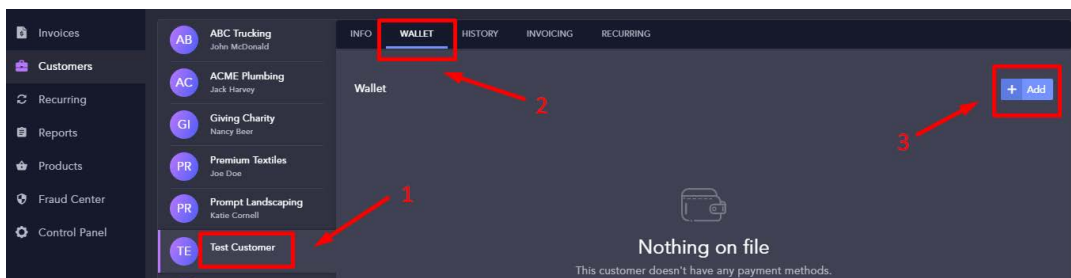 Invoices
Customers
Recurring
Reports
Products
Fraud Center
Control Panel
AB ABC Trucking
John McDonald
AC ACME Plumbing
Jack Harvey
GI Giving Charity
Nancy Beer
PR Premium Textiles
Joe Doe
PR Prompt Landscaping
Katie Cornell
TE Test Customer
1
INFO WALLET HISTORY INVOICING RECURRING
2
Wallet
+ Add
3
Nothing on file
This customer doesn't have any payment methods.